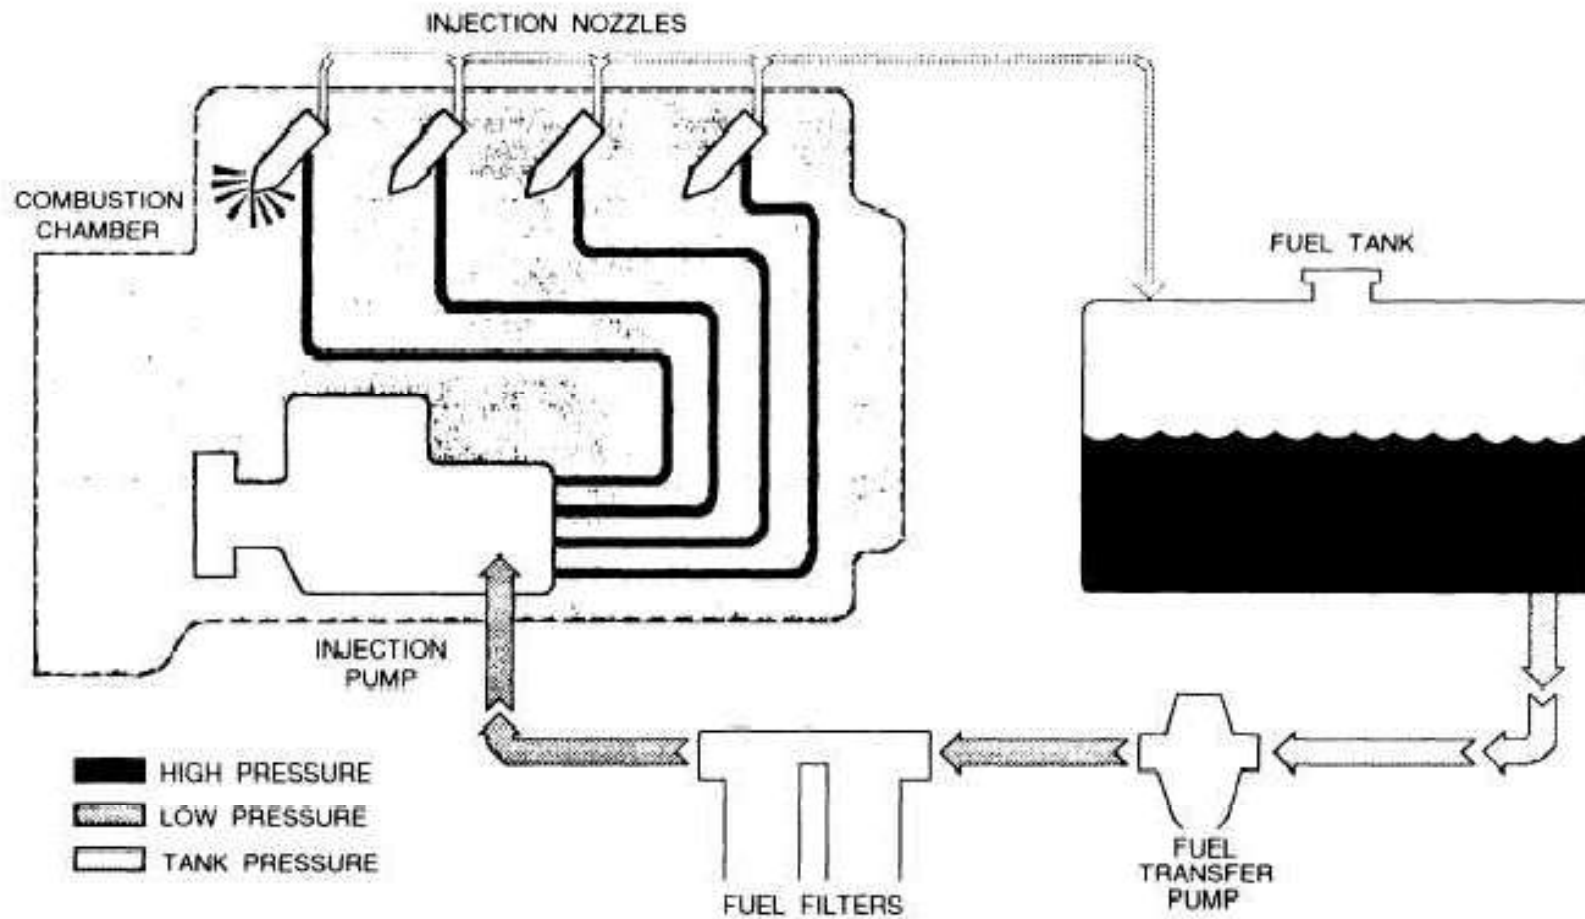 INJECTION NOZZLES
COMBUSTION
CHAMBER
FUEL TANK
INJECTION
PUMP
HIGH PRESSURE
LOW PRESSURE
TANK PRESSURE
FUEL FILTERS
FUEL
TRANSFER
PUMP